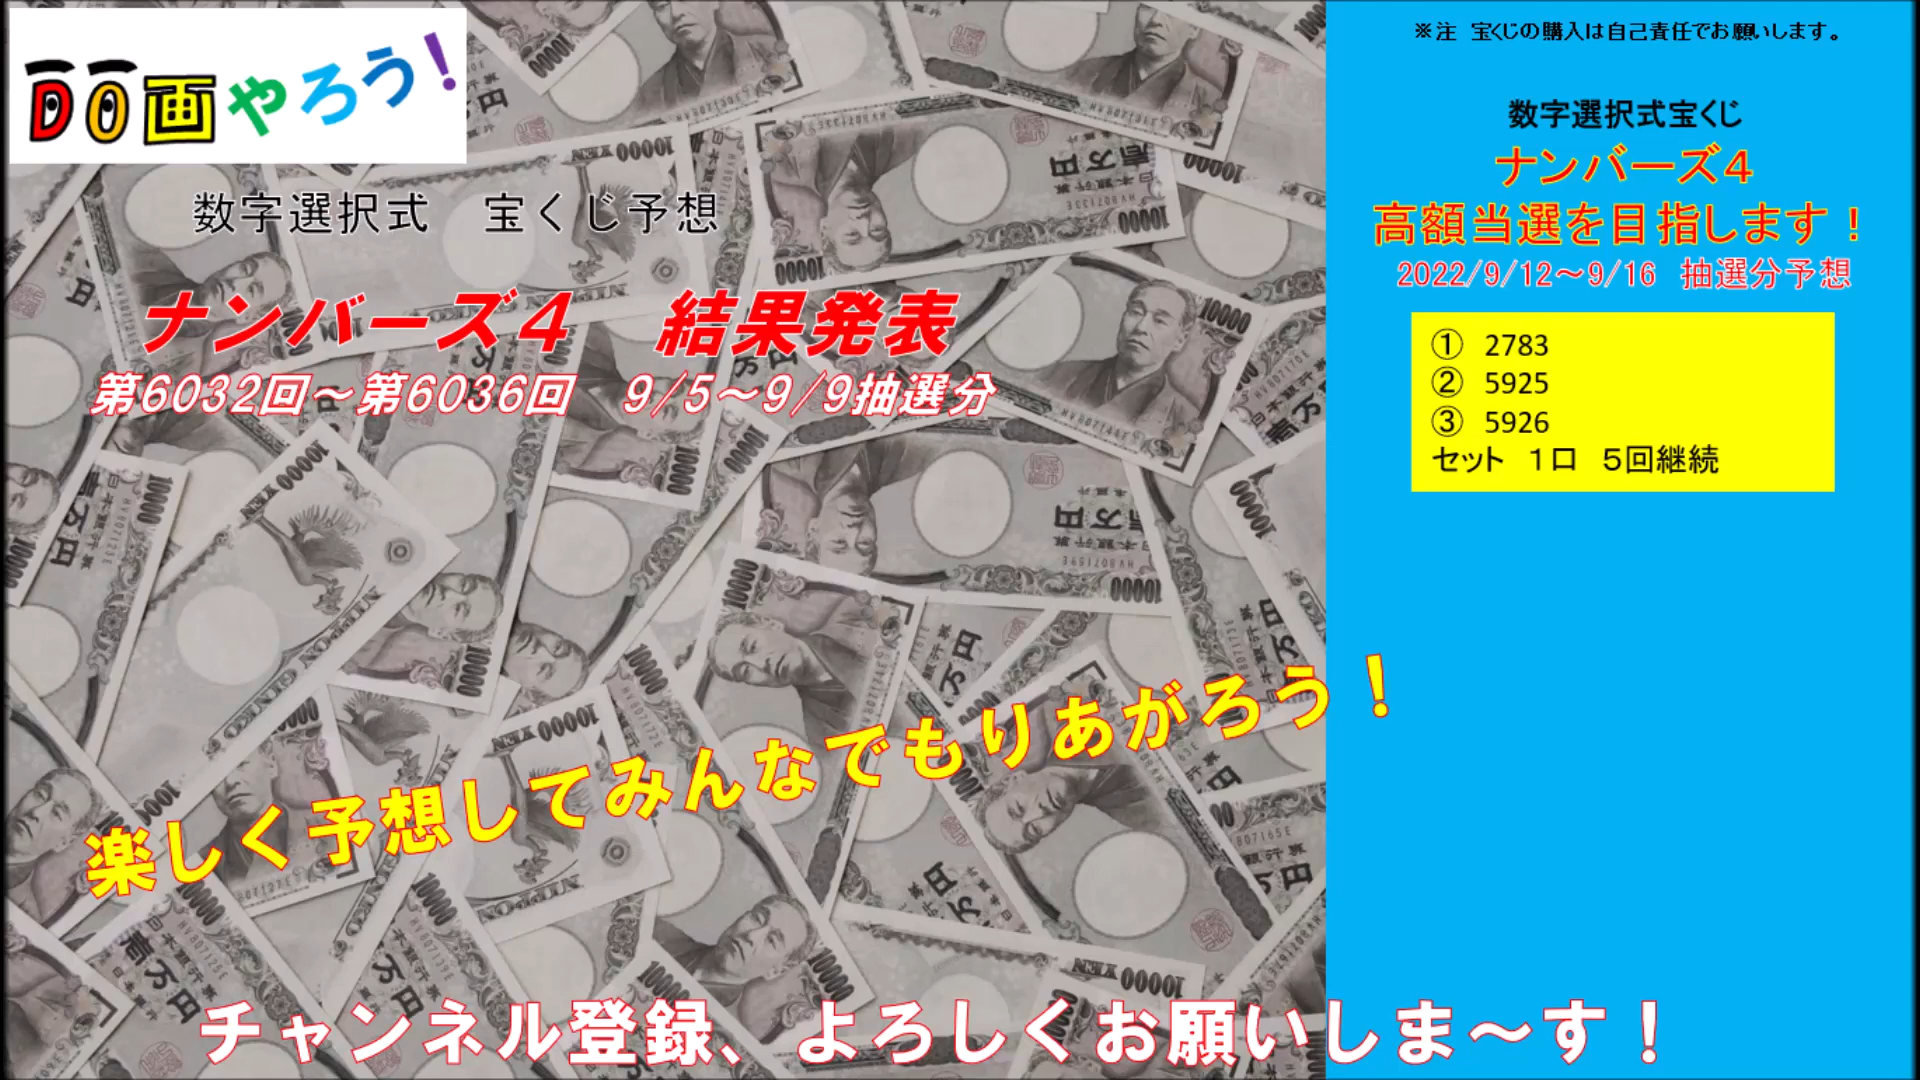 DO画やろう!
数字選択式 宝くじ予想
ナンバーズ４ 結果発表
第6032回～第6036回 9/5～9/9抽選分
楽しく予想してみんなでもりあがろう！
チャンネル登録、よろしくお願いしま～す！
※注 宝くじの購入は自己責任でお願いします。
数字選択式宝くじ
ナンバーズ４
高額当選を目指します！
2022/9/12～9/16 抽選分予想
① 2783
② 5925
③ 5926
セット １口 ５回継続